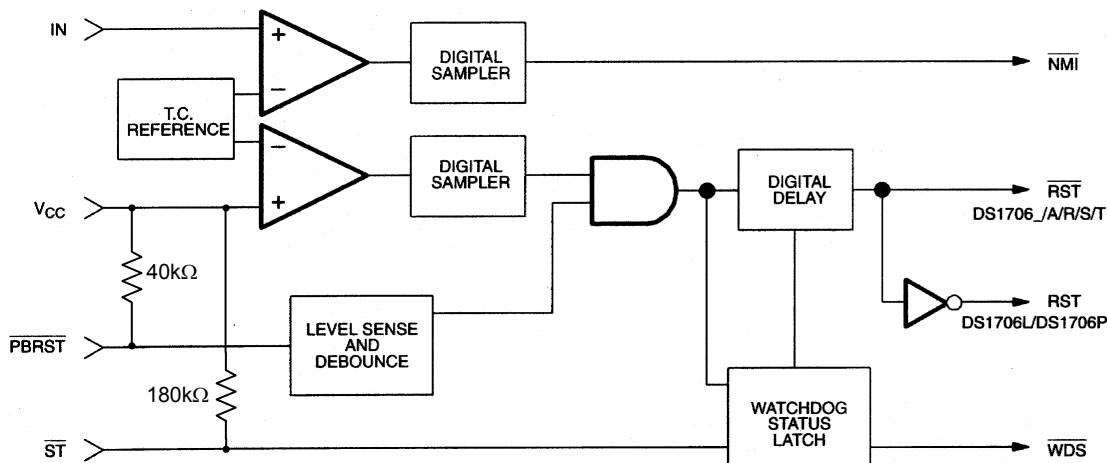 IN
+
−
DIGITAL
SAMPLER
NMI
T.C.
REFERENCE
−
+
DIGITAL
SAMPLER
VCC
DIGITAL
DELAY
RST
DS1706_/A/R/S/T
40kΩ
LEVEL SENSE
AND
DEBOUNCE
RST
DS1706L/DS1706P
PBRST
180kΩ
WATCHDOG
STATUS
LATCH
ST
WDS